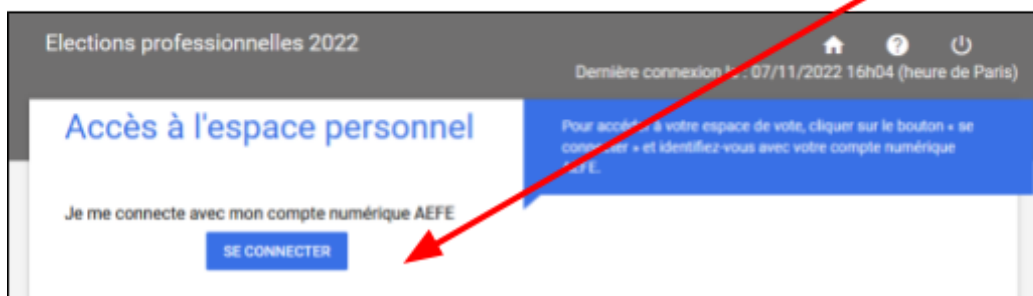 Elections professionnelles 2022
Dernière connexion le : 07/11/2022 16h04 (heure de Paris)
Accès à l'espace personnel
Pour accéder à votre espace de vote, cliquer sur le bouton « se
connecter » et identifiez-vous avec votre compte numérique
AEFE.
Je me connecte avec mon compte numérique AEFE
SE CONNECTER